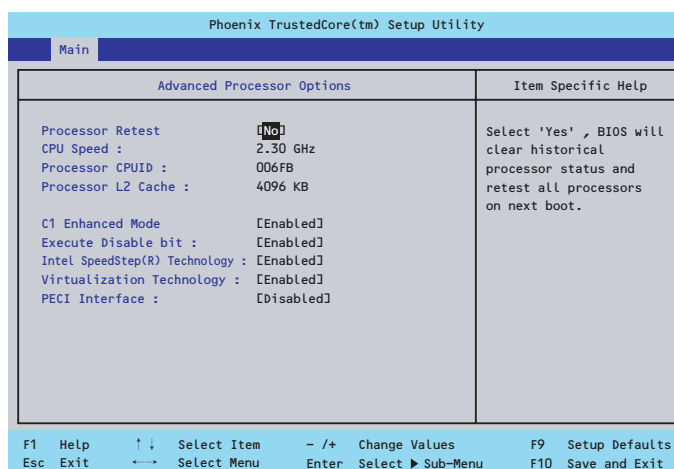 Phoenix TrustedCore(tm) Setup Utility
Main
Advanced Processor Options
Item Specific Help
Processor Retest [No]
CPU Speed : 2.30 GHz
Processor CPUID : 006FB
Processor L2 Cache : 4096 KB
C1 Enhanced Mode [Enabled]
Execute Disable bit : [Enabled]
Intel SpeedStep(R) Technology : [Enabled]
Virtualization Technology : [Enabled]
PECI Interface : [Disabled]
Select 'Yes' , BIOS will
clear historical
processor status and
retest all processors
on next boot.
F1 Help ↑↓ Select Item - /+ Change Values F9 Setup Defaults
Esc Exit ←→ Select Menu Enter Select ▶ Sub-Menu F10 Save and Exit